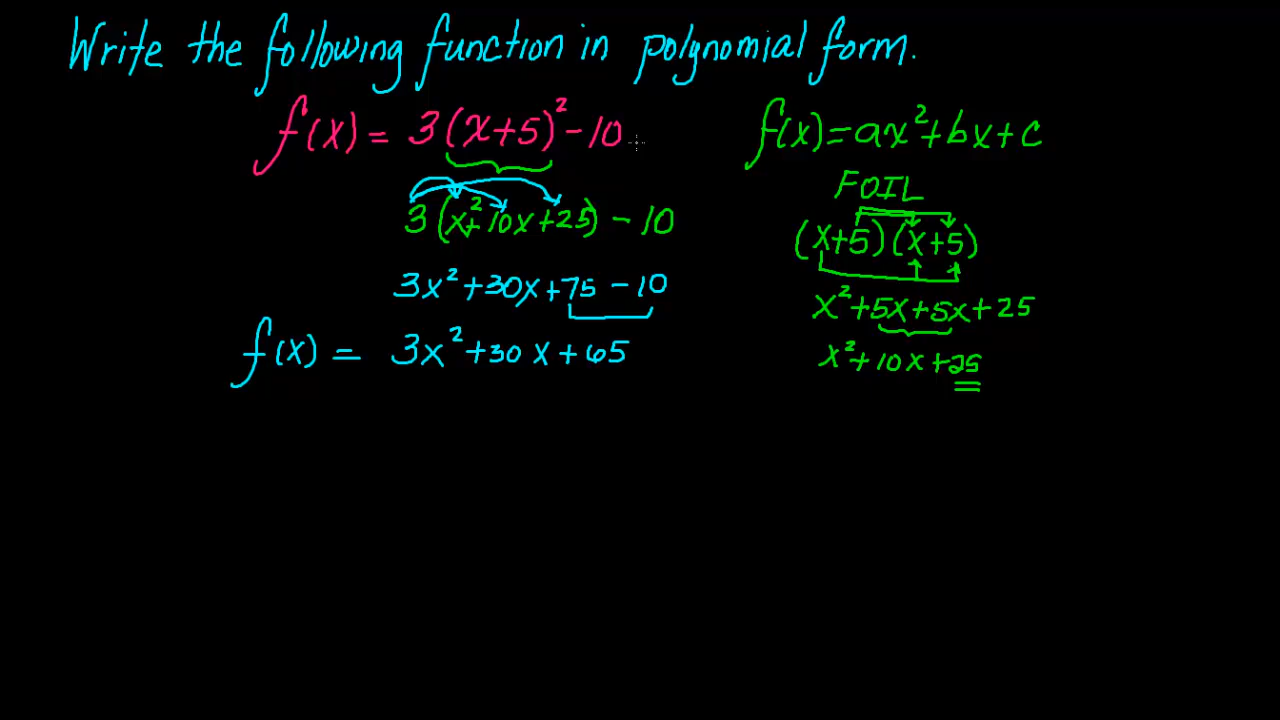 Write the following function in polynomial form.
f(x) = 3(x+5)²-10
f(x)=ax²+bx+c
3(x²+10x+25) - 10
3x²+30x+75 -10
f(x) = 3x²+30x+65
FOIL
(x+5)(x+5)
x²+5x+5x+25
x²+10x+25